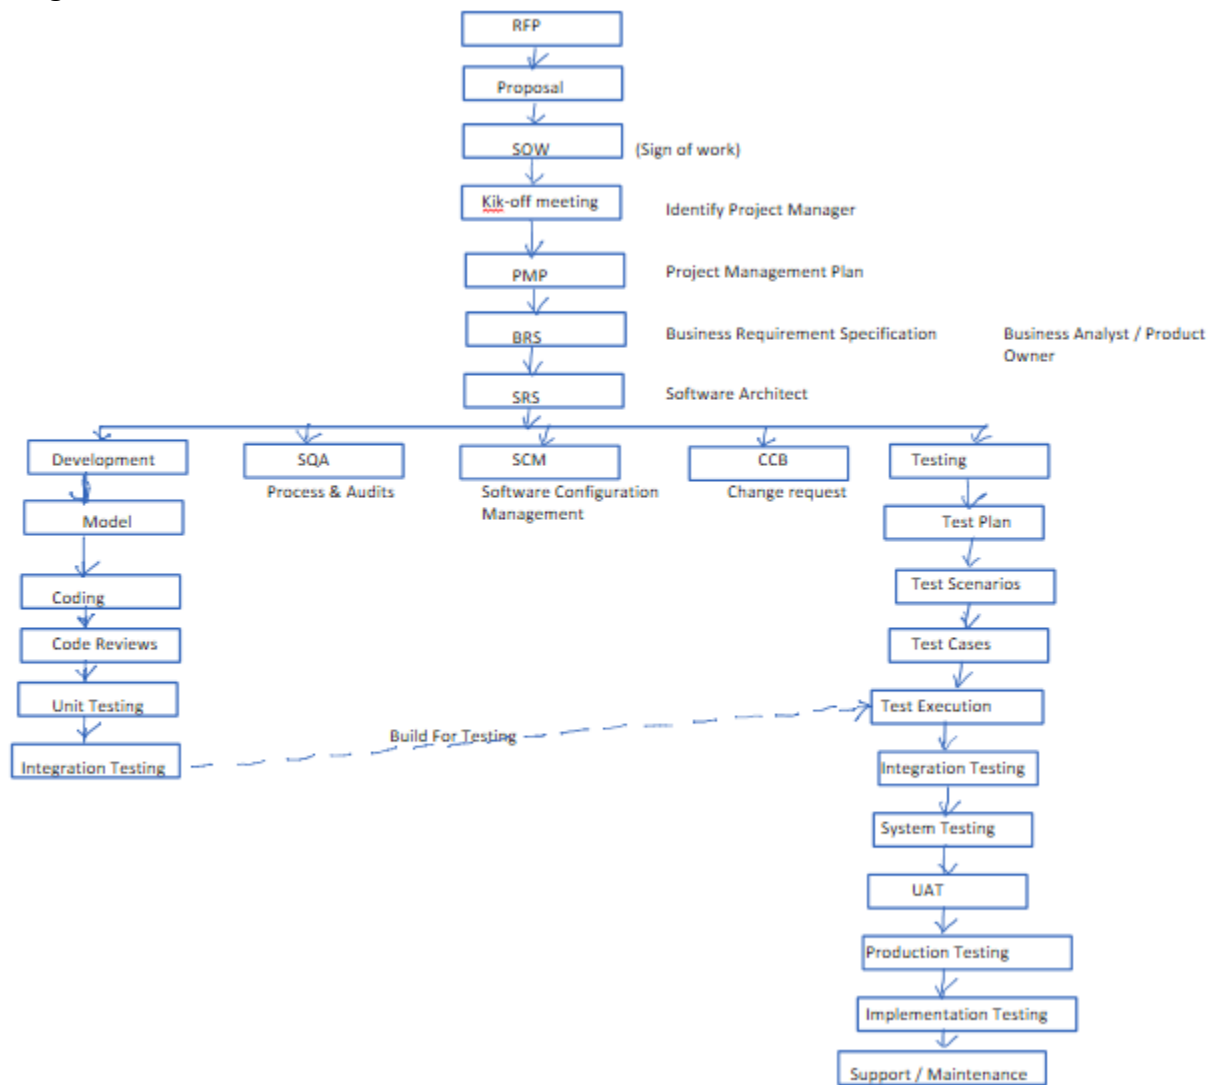 RFP
Proposal
SOW
(Sign of work)
Kik-off meeting
Identify Project Manager
PMP
Project Management Plan
BRS
Business Requirement Specification
Business Analyst / Product
Owner
SRS
Software Architect
Development
SQA
SCM
CCB
Testing
Process & Audits
Software Configuration
Management
Change request
Model
Test Plan
Coding
Test Scenarios
Code Reviews
Test Cases
Unit Testing
Test Execution
Build For Testing
Integration Testing
Integration Testing
System Testing
UAT
Production Testing
Implementation Testing
Support / Maintenance